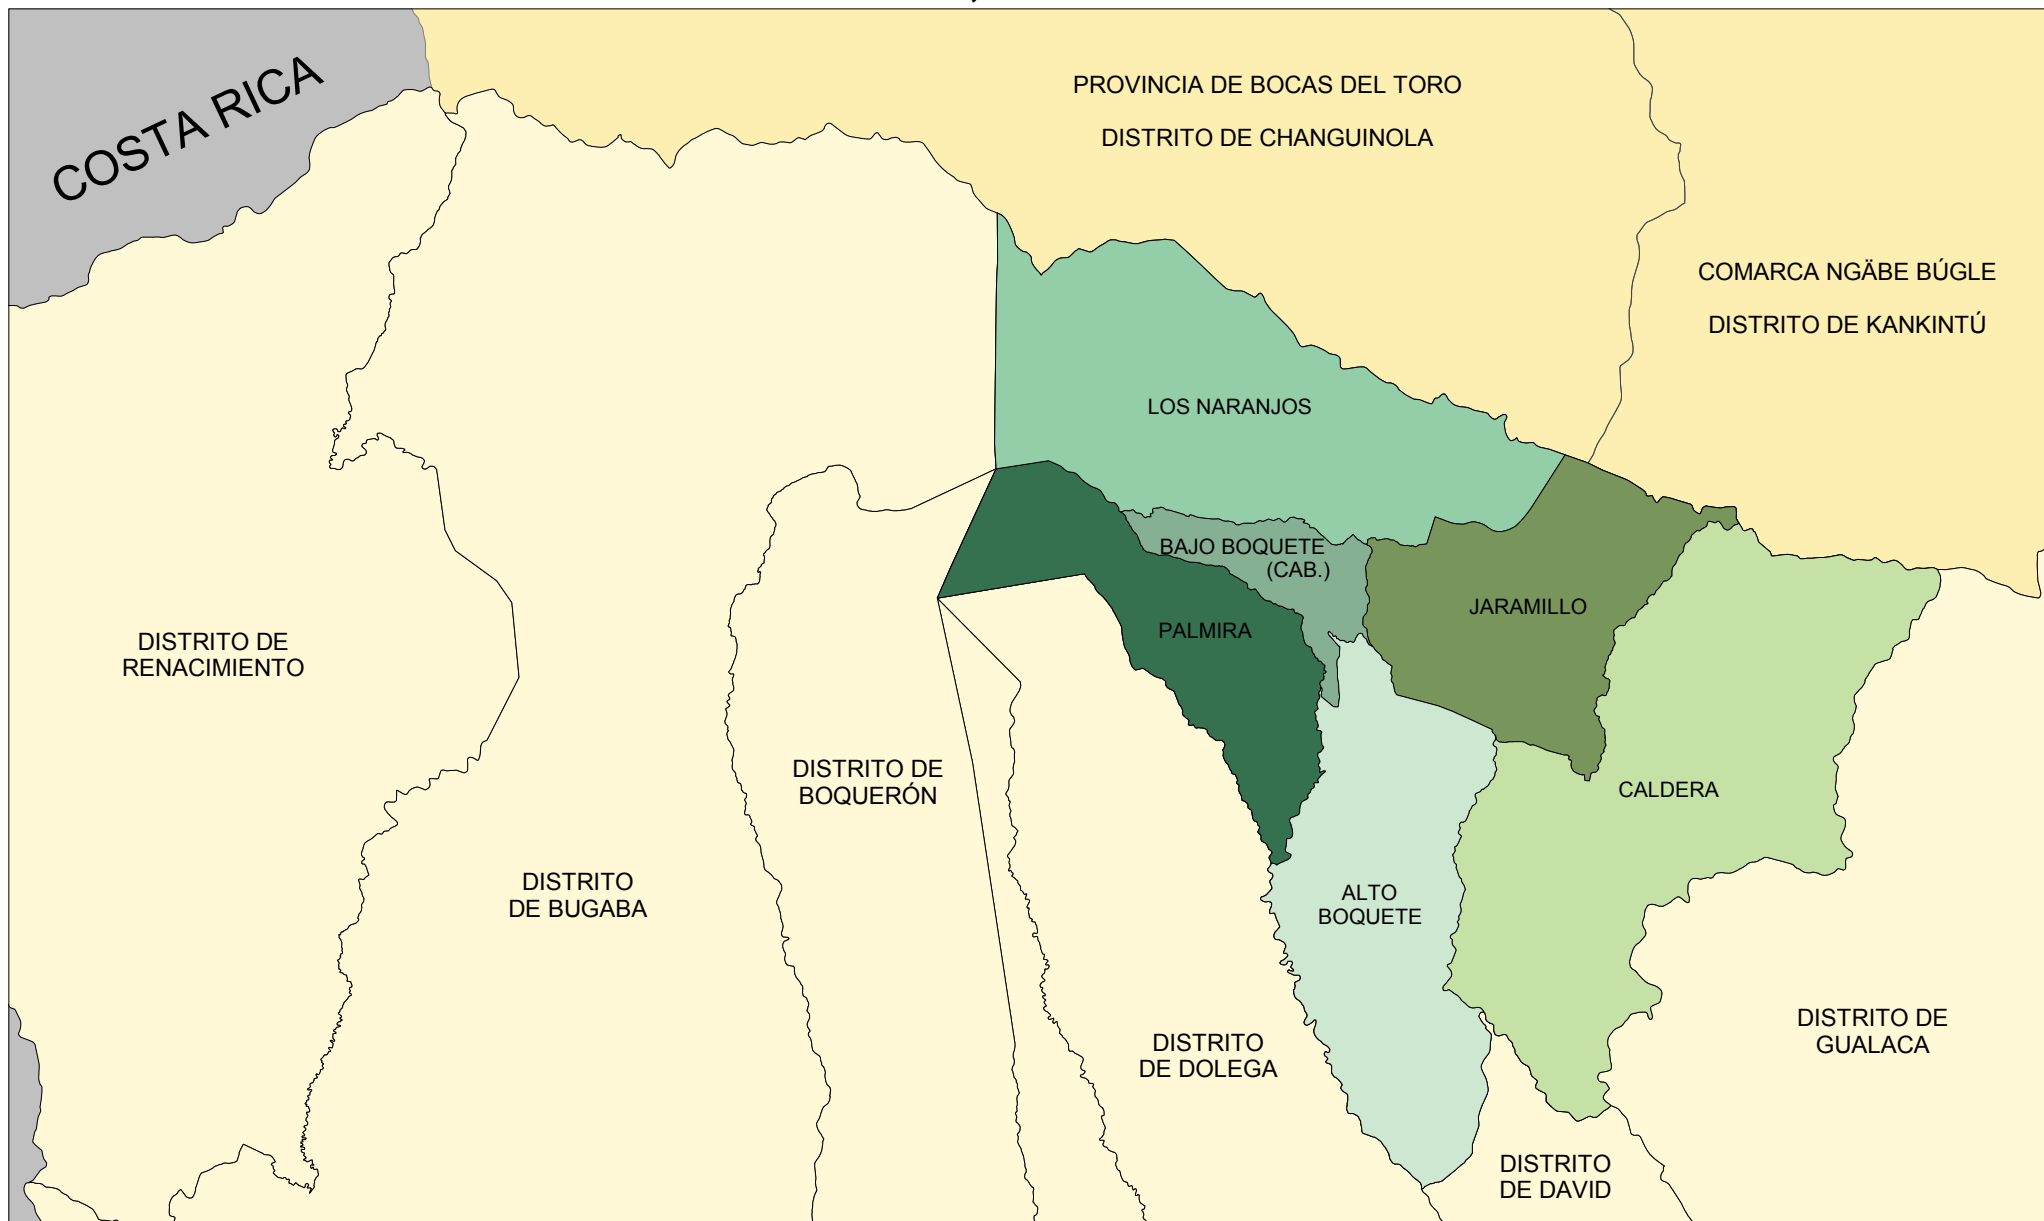 COSTA RICA
PROVINCIA DE BOCAS DEL TORO
DISTRITO DE CHANGUINOLA
COMARCA NGÄBE BÚGLE
DISTRITO DE KANKINTÚ
LOS NARANJOS
BAJO BOQUETE
(CAB.)
JARAMILLO
PALMIRA
DISTRITO DE
RENACIMIENTO
DISTRITO DE
BOQUERÓN
CALDERA
DISTRITO
DE BUGABA
ALTO
BOQUETE
DISTRITO DE
GUALACA
DISTRITO
DE DOLEGA
DISTRITO
DE DAVID